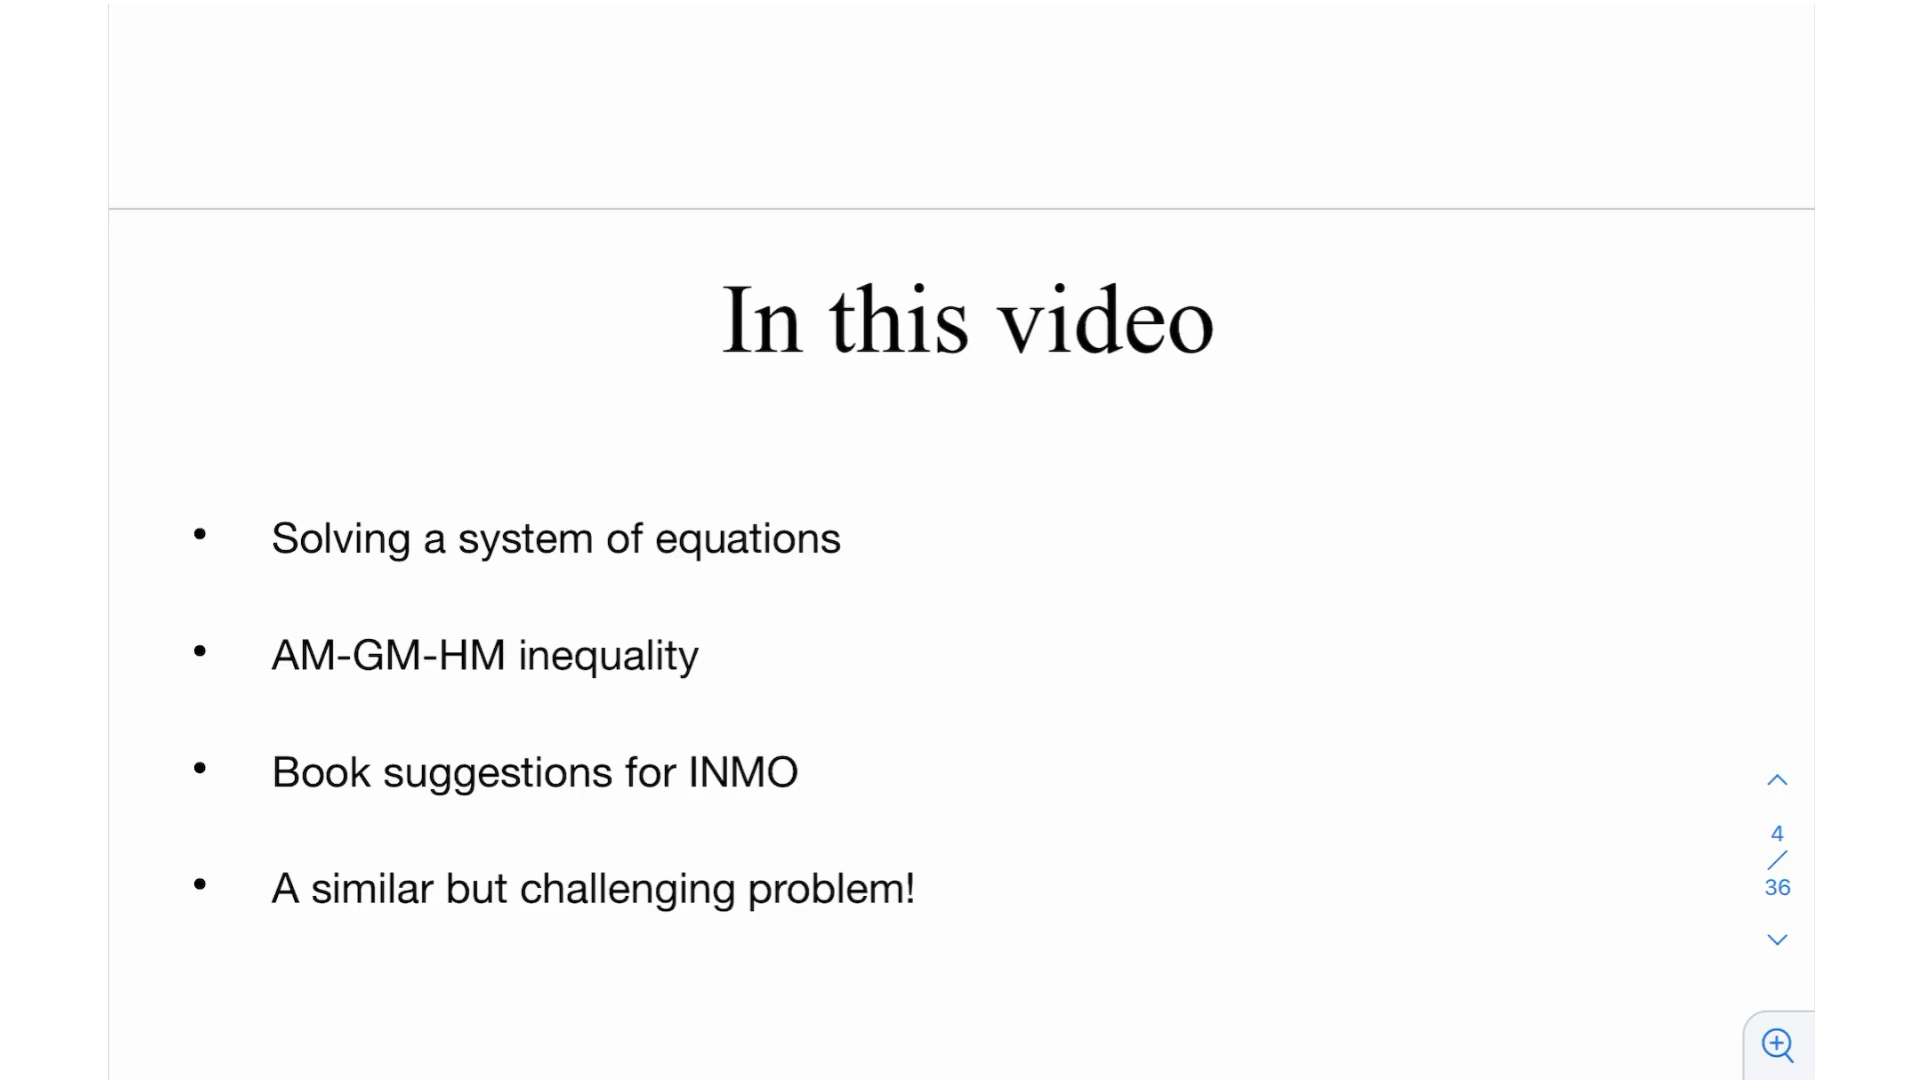 In this video
• Solving a system of equations
• AM-GM-HM inequality
• Book suggestions for INMO
• A similar but challenging problem!
4
/
36